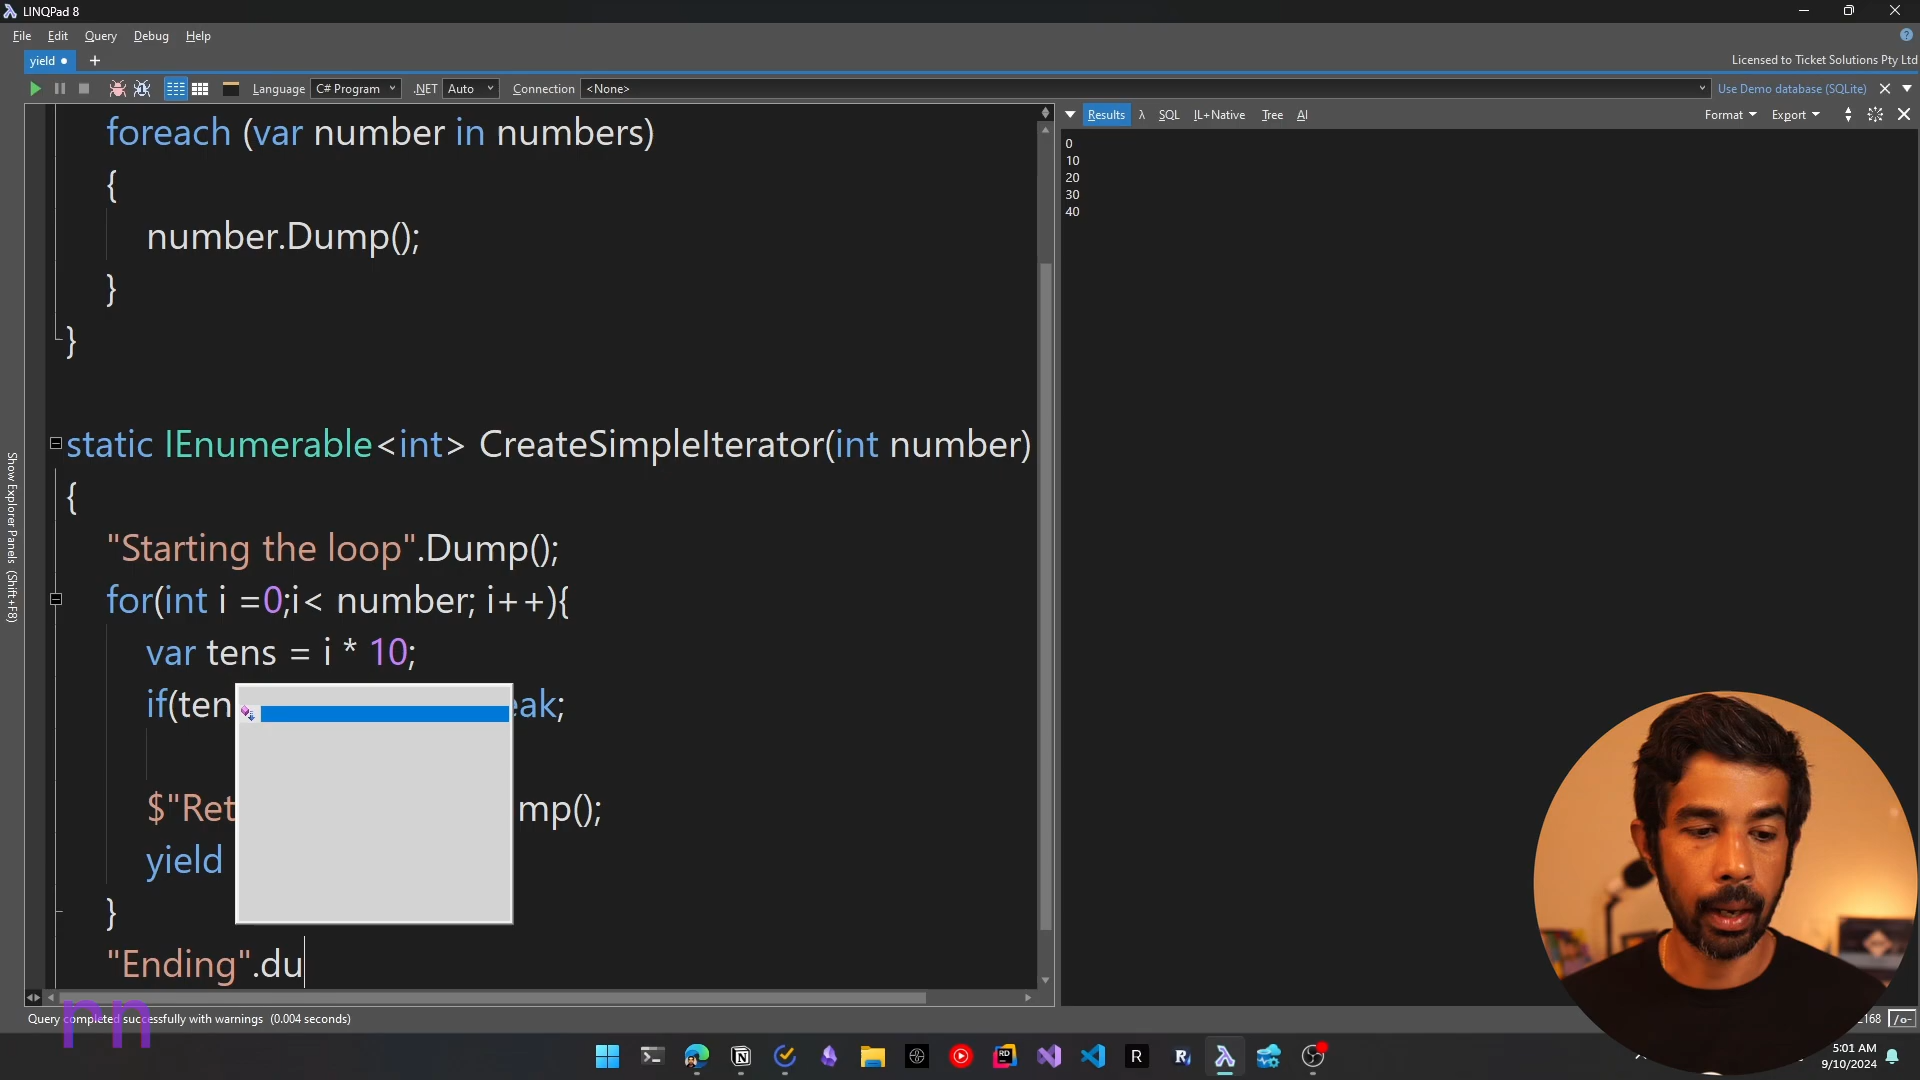 LINQPad 8
File Edit Query Debug Help
yield
Licensed to Ticket Solutions Pty Ltd
Language C# Program .NET Auto Connection <None> Use Demo database (SQLite)
Results λ SQL IL+Native Tree AI Format Export
foreach (var number in numbers)
{
number.Dump();
}
}
static IEnumerable<int> CreateSimpleIterator(int number)
{
"Starting the loop".Dump();
for(int i =0;i< number; i++){
var tens = i * 10;
if(ten eak;
$"Ret mp();
yield
}
"Ending".du
0
10
20
30
40
Show Explorer Panels (Shift+F8)
rn
Query completed successfully with warnings (0.004 seconds)
168 /o-
5:01 AM
9/10/2024